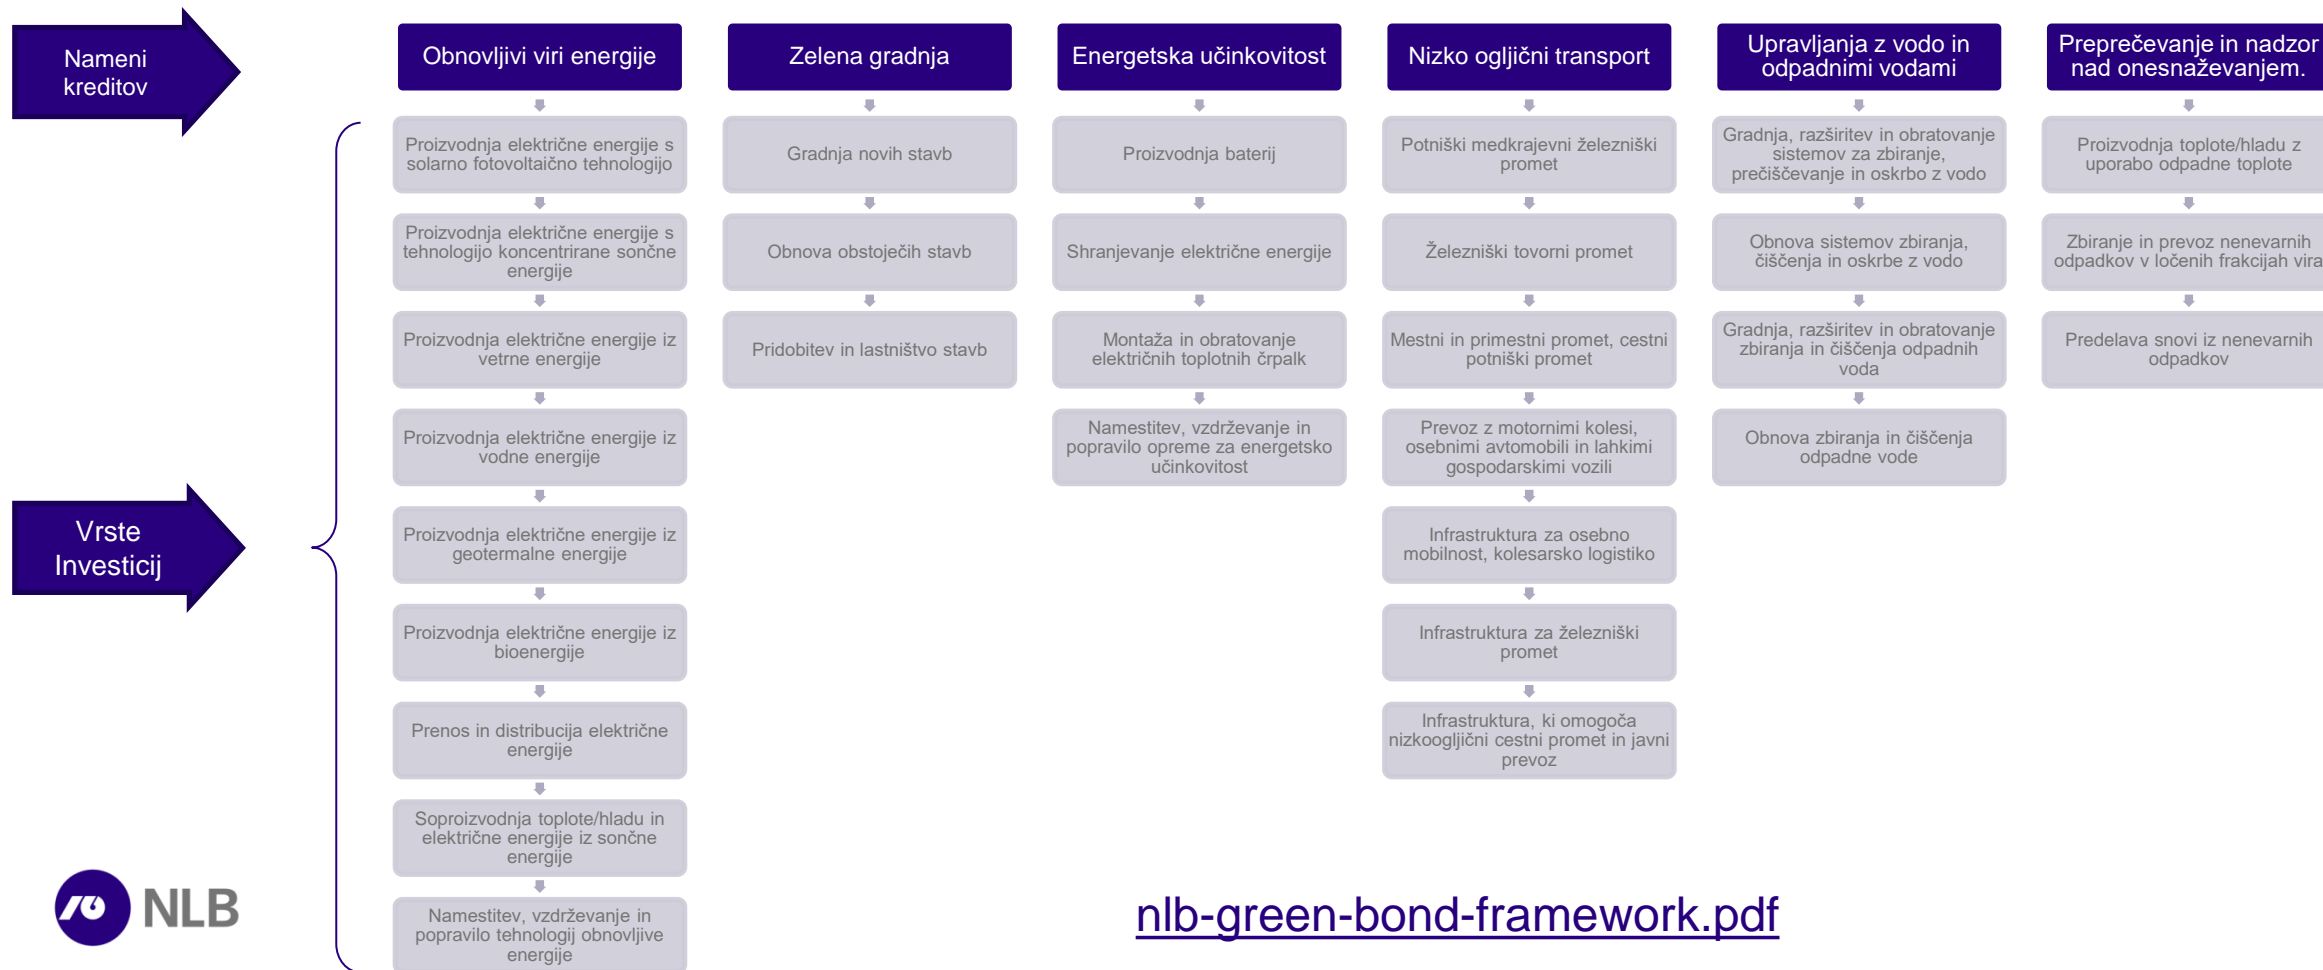 Nameni
kreditov
Obnovljivi viri energije
Proizvodnja električne energije s
solarno fotovoltaično tehnologijo
Proizvodnja električne energije s
tehnologijo koncentrirane sončne
energije
Proizvodnja električne energije iz
vetrne energije
Proizvodnja električne energije iz
vodne energije
Proizvodnja električne energije iz
geotermalne energije
Proizvodnja električne energije iz
bioenergije
Prenos in distribucija električne
energije
Soproizvodnja toplote/hladu in
električne energije iz sončne
energije
Namestitev, vzdrževanje in
popravilo tehnologij obnovljive
energije
Zelena gradnja
Gradnja novih stavb
Obnova obstoječih stavb
Pridobitev in lastništvo stavb
Energetska učinkovitost
Proizvodnja baterij
Shranjevanje električne energije
Montaža in obratovanje
električnih toplotnih črpalk
Namestitev, vzdrževanje in
popravilo opreme za energetsko
učinkovitost
Nizko ogljični transport
Potniški medkrajevni železniški
promet
Železniški tovorni promet
Mestni in primestni promet, cestni
potniški promet
Prevoz z motornimi kolesi,
osebnimi avtomobili in lahkimi
gospodarskimi vozili
Infrastruktura za osebno
mobilnost, kolesarsko logistiko
Infrastruktura za železniški
promet
Infrastruktura, ki omogoča
nizkoogljični cestni promet in javni
prevoz
Upravljanja z vodo in
odpadnimi vodami
Gradnja, razširitev in obratovanje
sistemov za zbiranje,
prečiščevanje in oskrbo z vodo
Obnova sistemov zbiranja,
čiščenja in oskrbe z vodo
Gradnja, razširitev in obratovanje
zbiranja in čiščenja odpadnih
voda
Obnova zbiranja in čiščenja
odpadne vode
Preprečevanje in nadzor
nad onesnaževanjem.
Proizvodnja toplote/hladu z
uporabo odpadne toplote
Zbiranje in prevoz nenevarnih
odpadkov v ločenih frakcijah vira
Predelava snovi iz nenevarnih
odpadkov
Vrste
Investicij
NLB
nlb-green-bond-framework.pdf